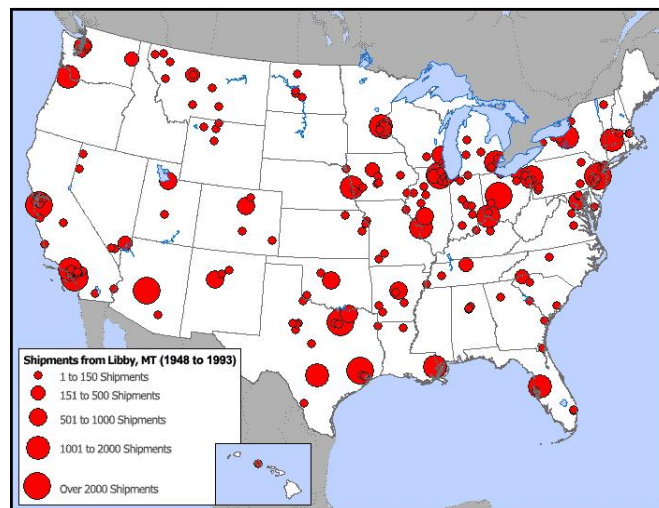 Shipments from Libby, MT (1948 to 1993)
1 to 150 Shipments
151 to 500 Shipments
501 to 1000 Shipments
1001 to 2000 Shipments
Over 2000 Shipments